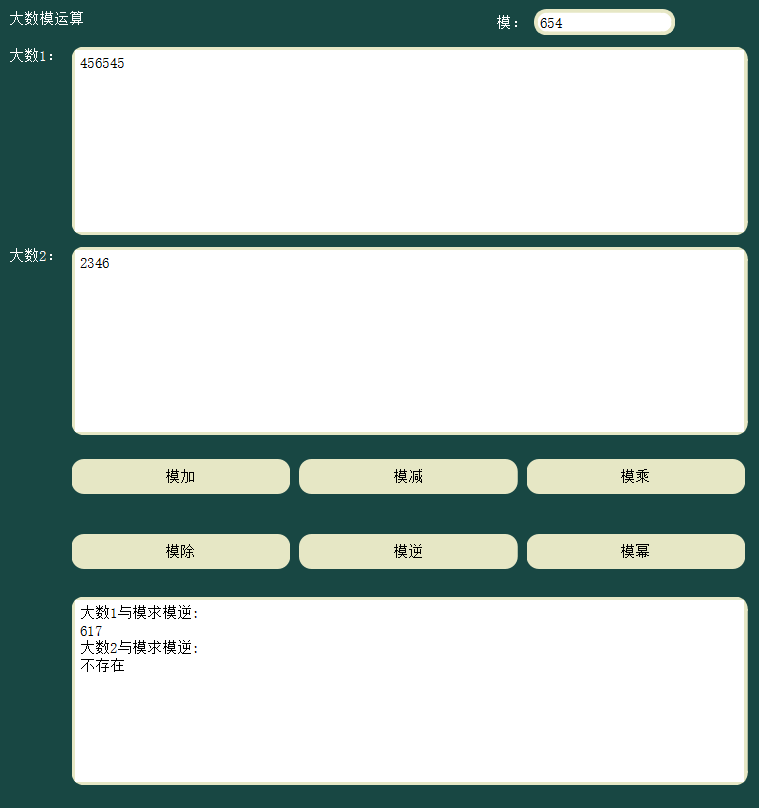 大数模运算
模：
654
大数1：
456545
大数2：
2346
模加
模减
模乘
模除
模逆
模幂
大数1与模求模逆：
617
大数2与模求模逆：
不存在